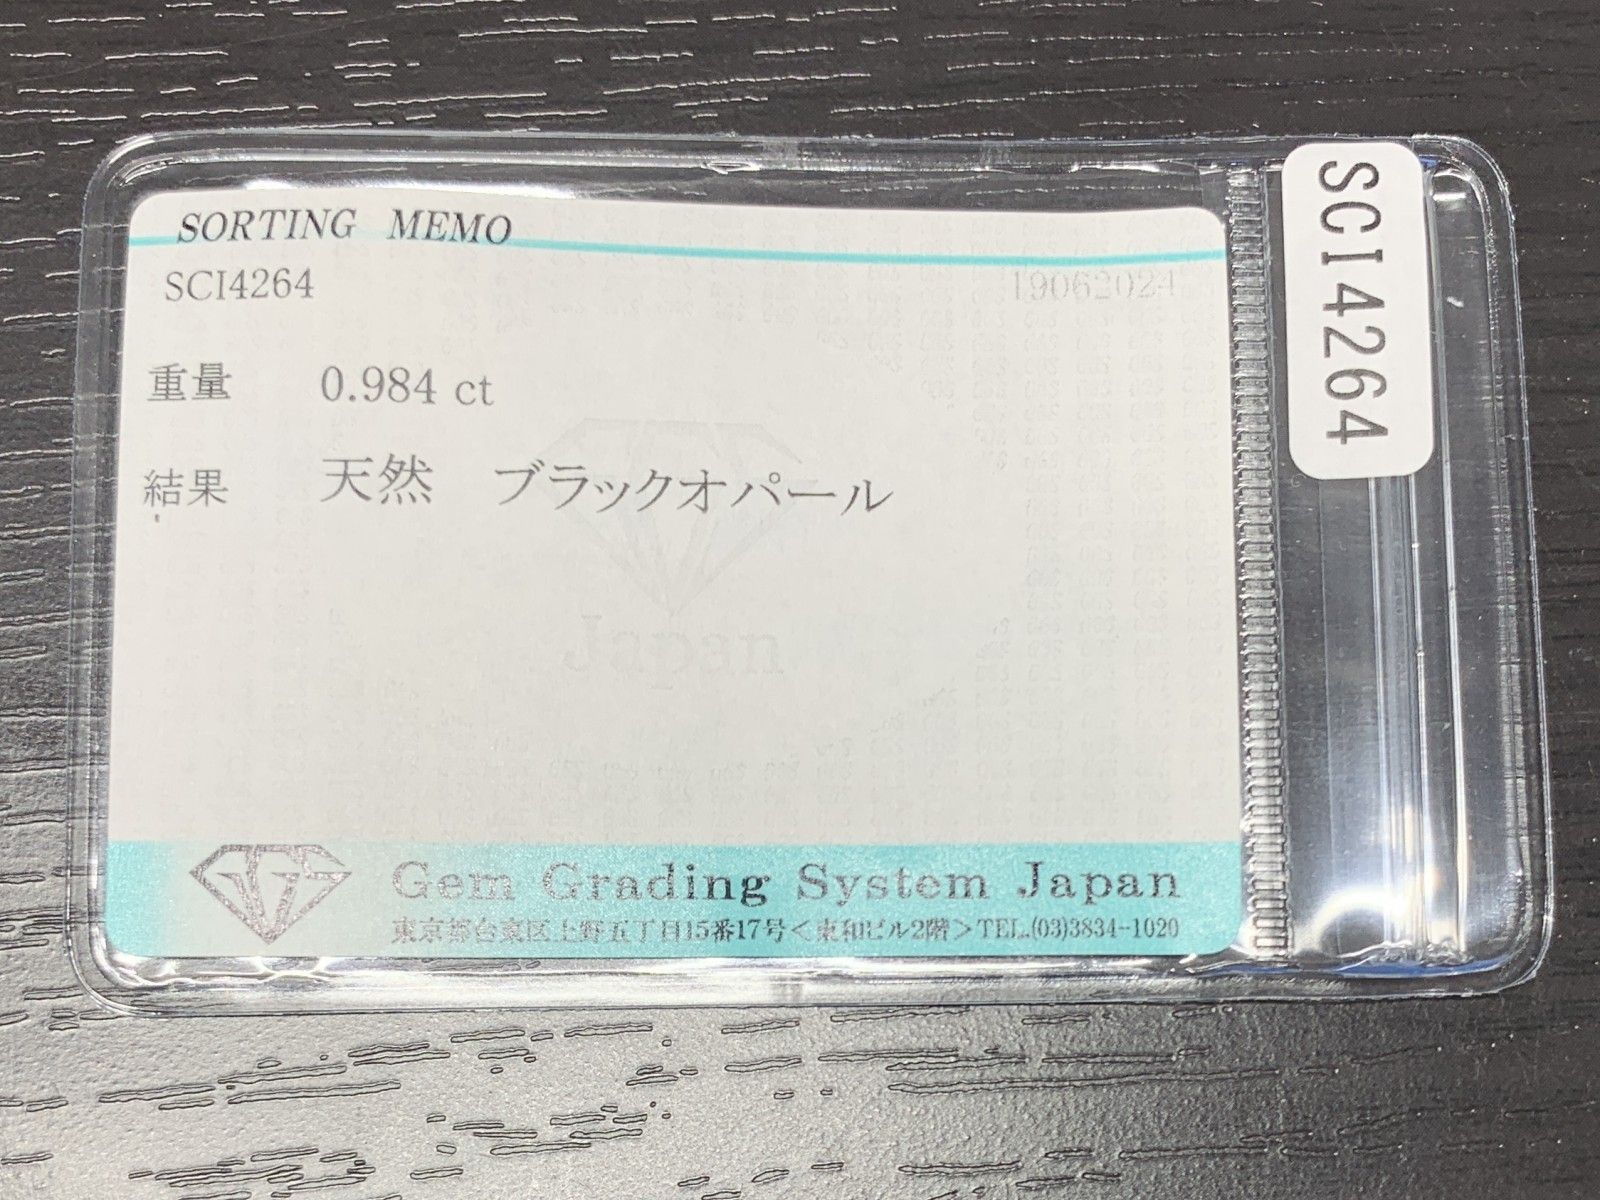 SORTING MEMO
SCI4264 19062024
重量 0.984 ct
結果 天然 ブラックオパール
Japan
GGS
Gem Grading System Japan
東京都台東区上野五丁目15番17号<東和ビル2階>TEL.(03)3834-1020
SCI4264